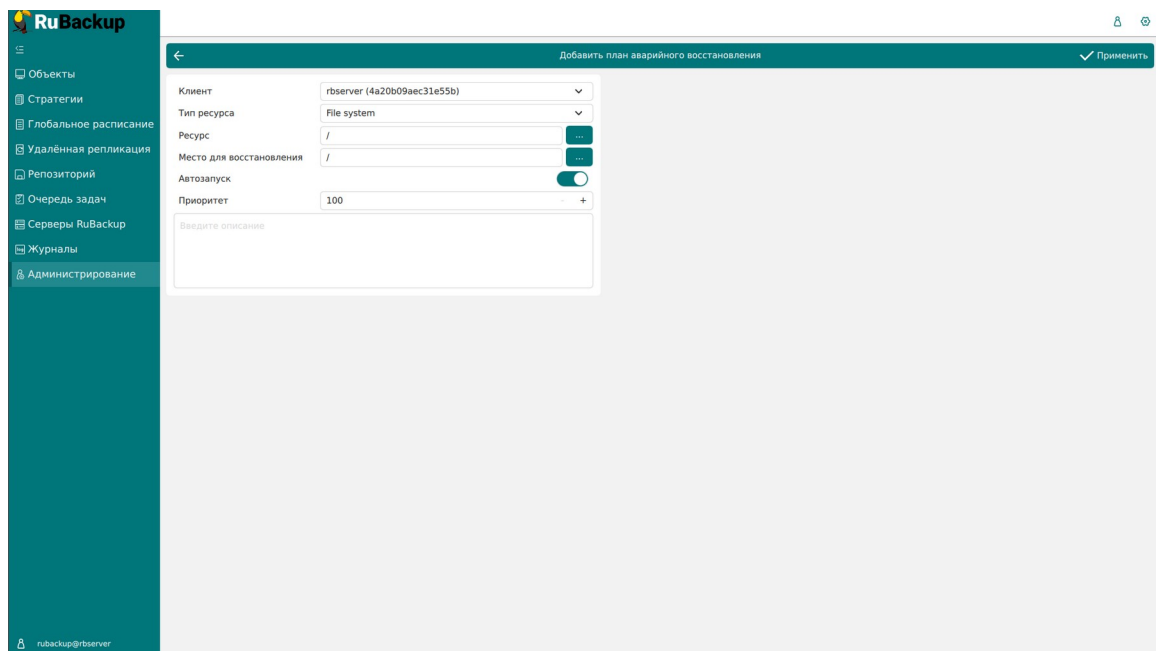 RuBackup
Объекты
Стратегии
Глобальное расписание
Удалённая репликация
Репозиторий
Очередь задач
Серверы RuBackup
Журналы
Администрирование
rubackup@rbserver
Добавить план аварийного восстановления
Применить
Клиент rbserver (4a20b09aec31e55b)
Тип ресурса File system
Ресурс / ...
Место для восстановления / ...
Автозапуск
Приоритет 100 - +
Введите описание